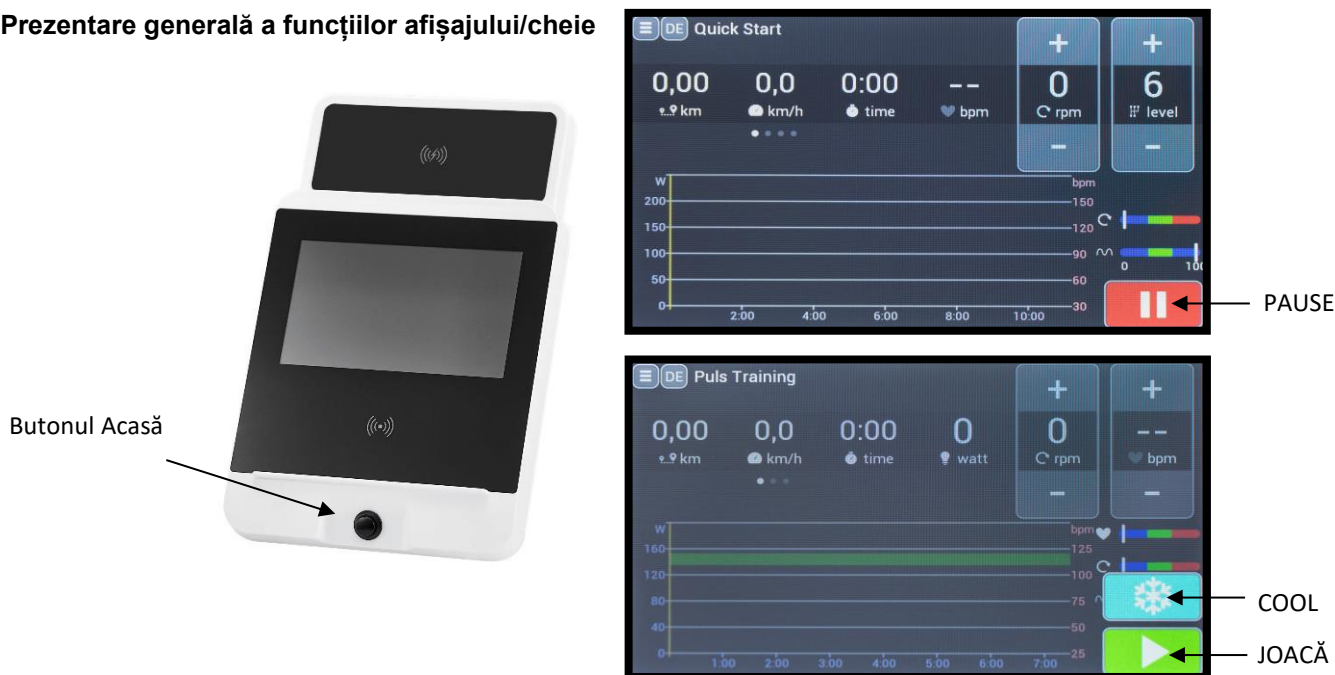 Prezentare generală a funcțiilor afișajului/cheie
DE Quick Start
+ +
0,00 0,0 0:00 -- 0 6
km km/h time bpm rpm level
- -
W bpm
200 150
150 120
100 90
50 60
0 30
2:00 4:00 6:00 8:00 10:00
0 100
PAUSE
Butonul Acasă
DE Puls Training
+ +
0,00 0,0 0:00 0 0 --
km km/h time watt rpm bpm
- -
W bpm
160 125
120 100
80 75
40 50
0 25
1:00 2:00 3:00 4:00 5:00 6:00 7:00
COOL
JOACĂ